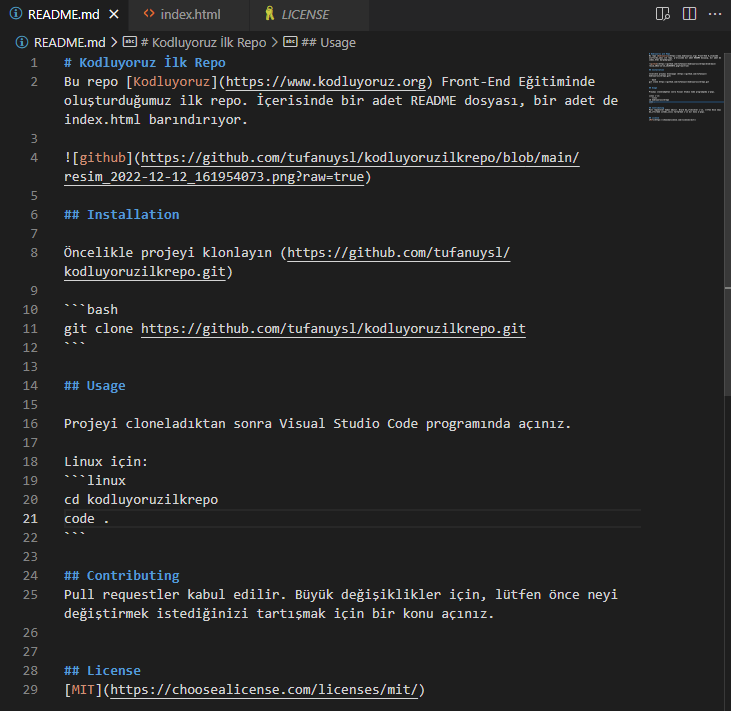 README.md index.html LICENSE
README.md > # Kodluyoruz İlk Repo > ## Usage
1 # Kodluyoruz İlk Repo
2 Bu repo [Kodluyoruz](https://www.kodluyoruz.org) Front-End Eğitiminde
oluşturduğumuz ilk repo. İçerisinde bir adet README dosyası, bir adet de
index.html barındırıyor.
3
4 ![github](https://github.com/tufanuysl/kodluyoruzilkrepo/blob/main/
resim_2022-12-12_161954073.png?raw=true)
5
6 ## Installation
7
8 Öncelikle projeyi klonlayın (https://github.com/tufanuysl/
kodluyoruzilkrepo.git)
9
10 ```bash
11 git clone https://github.com/tufanuysl/kodluyoruzilkrepo.git
12 ```
13
14 ## Usage
15
16 Projeyi cloneladıktan sonra Visual Studio Code programında açınız.
17
18 Linux için:
19 ```linux
20 cd kodluyoruzilkrepo
21 code .
22 ```
23
24 ## Contributing
25 Pull requestler kabul edilir. Büyük değişiklikler için, lütfen önce neyi
değiştirmek istediğinizi tartışmak için bir konu açınız.
26
27
28 ## License
29 [MIT](https://choosealicense.com/licenses/mit/)